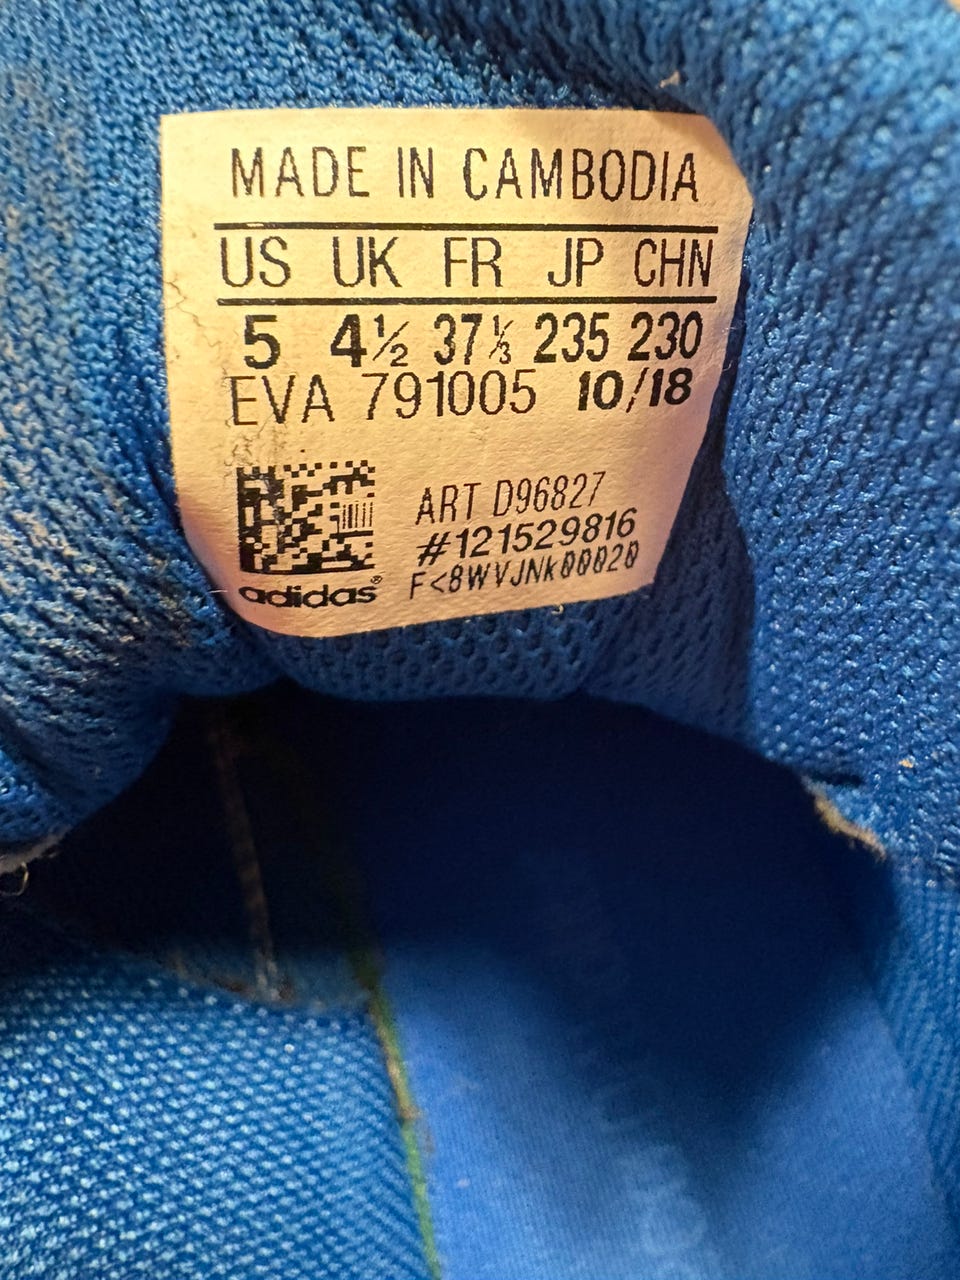 MADE IN CAMBODIA
US UK FR JP CHN
5 4½ 37⅓ 235 230
EVA 791005 10/18
ART D96827
#121529816
F<8WVJNk00020
adidas®